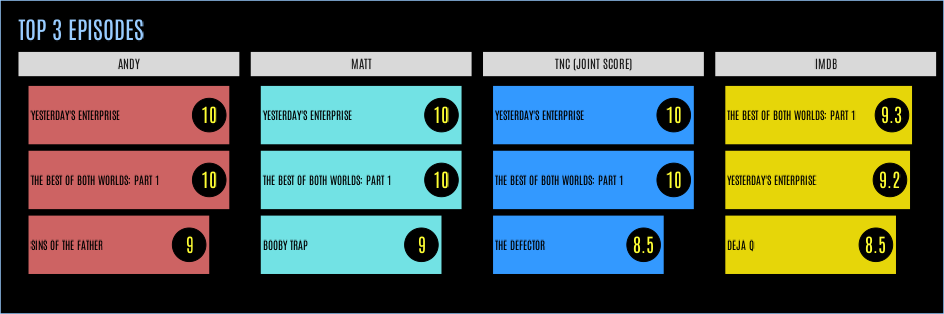 TOP 3 EPISODES
ANDY
YESTERDAY'S ENTERPRISE 10
THE BEST OF BOTH WORLDS: PART 1 10
SINS OF THE FATHER 9
MATT
YESTERDAY'S ENTERPRISE 10
THE BEST OF BOTH WORLDS: PART 1 10
BOOBY TRAP 9
TNC (JOINT SCORE)
YESTERDAY'S ENTERPRISE 10
THE BEST OF BOTH WORLDS: PART 1 10
THE DEFECTOR 8.5
IMDB
THE BEST OF BOTH WORLDS: PART 1 9.3
YESTERDAY'S ENTERPRISE 9.2
DEJA Q 8.5